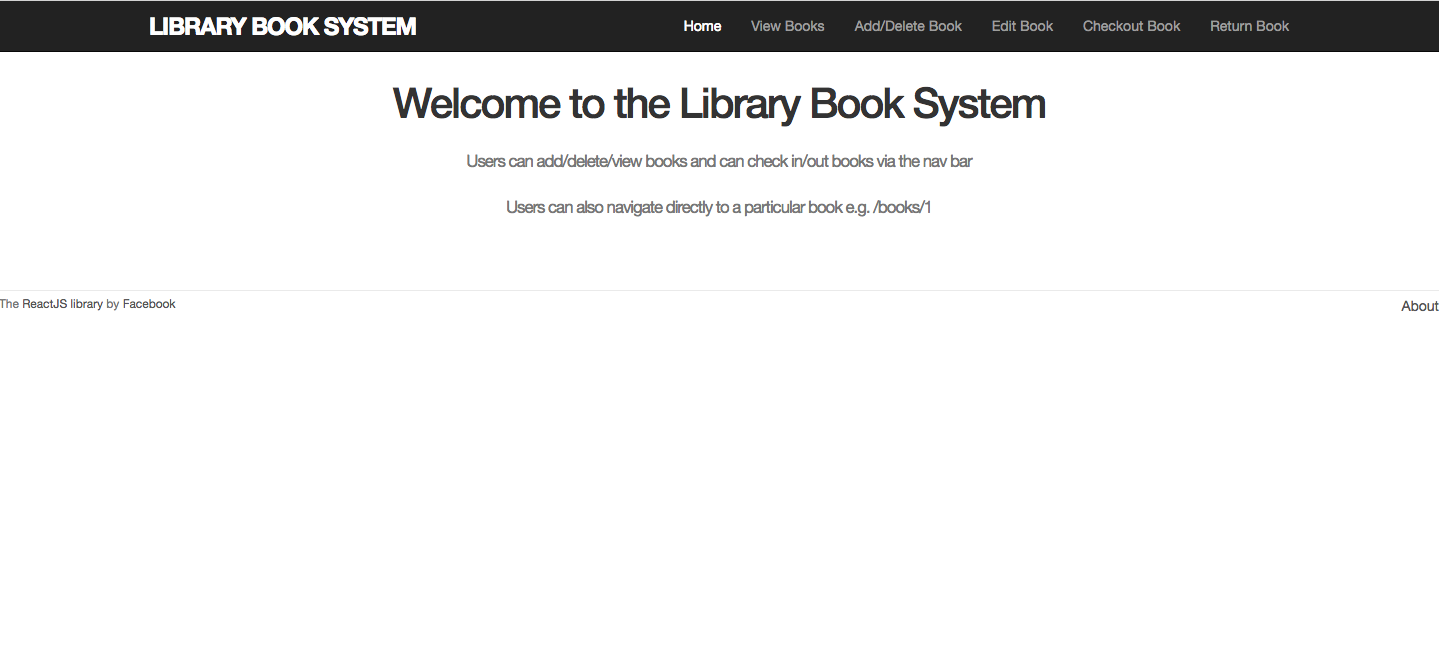 LIBRARY BOOK SYSTEM Home View Books Add/Delete Book Edit Book Checkout Book Return Book
Welcome to the Library Book System
Users can add/delete/view books and can check in/out books via the nav bar
Users can also navigate directly to a particular book e.g. /books/1
The ReactJS library by Facebook About